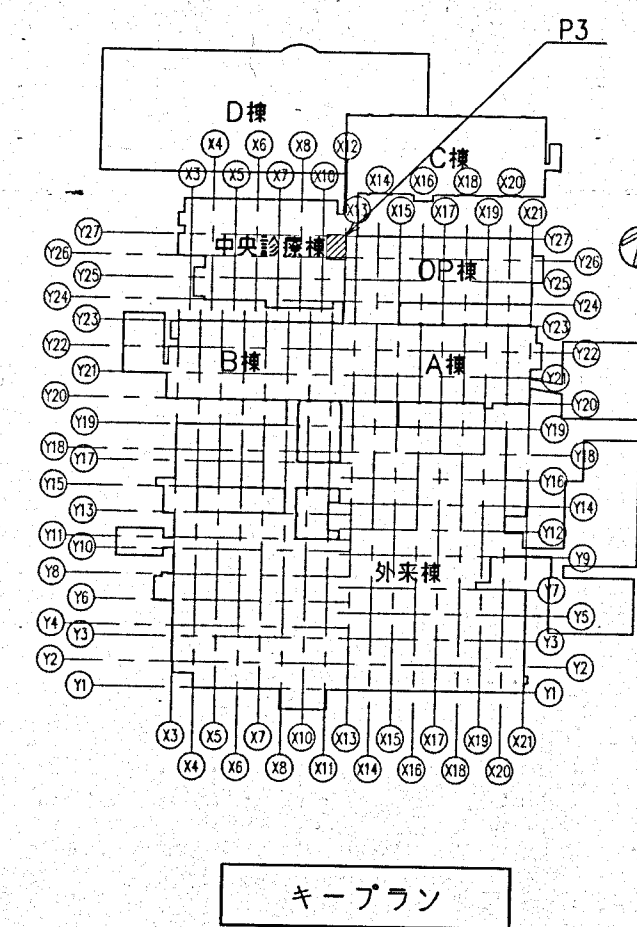 P3
D棟
C棟
X12
X4 X6 X8
X3 X5 X7 X10
X14 X16 X18 X20
X13 X15 X17 X19 X21
Y27 中央診療棟 Y27
Y26 OP棟 Y26
Y25 Y25
Y24 Y24
Y23 Y23
Y22 B棟 A棟 Y22
Y21 Y21
Y20 Y20
Y19 Y19
Y18 Y18
Y17
Y16
Y15
Y14
Y13
Y12
Y11
Y10
Y9
Y8 外来棟
Y7
Y6
Y5
Y4
Y3 Y3
Y2 Y2
Y1 Y1
X3 X5 X7 X10 X13 X15 X17 X19 X21
X4 X6 X8 X11 X14 X16 X18 X20
キープラン